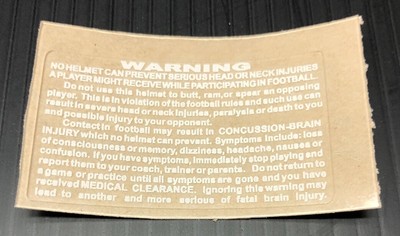 WARNING
NO HELMET CAN PREVENT SERIOUS HEAD OR NECK INJURIES
A PLAYER MIGHT RECEIVE WHILE PARTICIPATING IN FOOTBALL.
Do not use this helmet to butt, ram,or spear an opposing
player. This is in violation of the football rules and such use can
result in severe head or neck injuries, paralysis or death to you
and possible injury to your opponent.
Contact in football may result in CONCUSSION-BRAIN
INJURY which no helmet can prevent. Symptoms include: loss
of consciousness or memory, dixziness, headache, nausea or
confusion. If you have symptoms, immediately stop playing end
report them to your coach, trainer or parents. Do not return to
a game or practice until all symptoms are gone and you have
received MEDICAL CLEARANCE. Ignoring this warning may
lead to another and more serious of fatal brain injury.